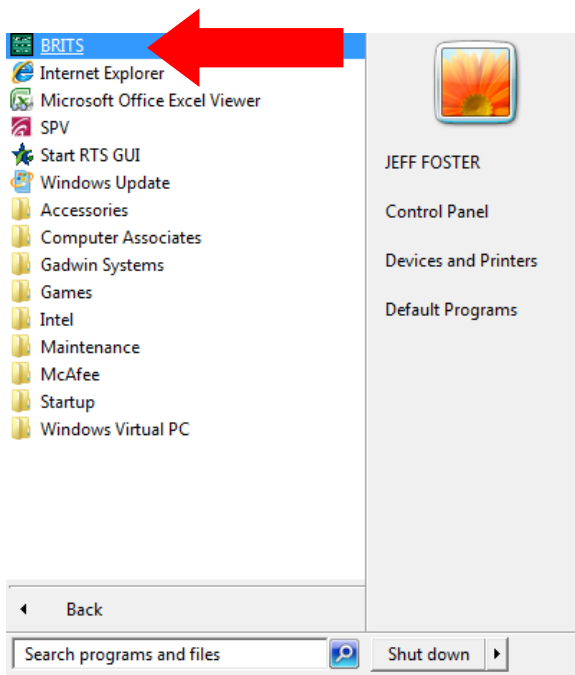 BRITS
Internet Explorer
Microsoft Office Excel Viewer
SPV
Start RTS GUI
Windows Update
Accessories
Computer Associates
Gadwin Systems
Games
Intel
Maintenance
McAfee
Startup
Windows Virtual PC
Back
Search programs and files
JEFF FOSTER
Control Panel
Devices and Printers
Default Programs
Shut down